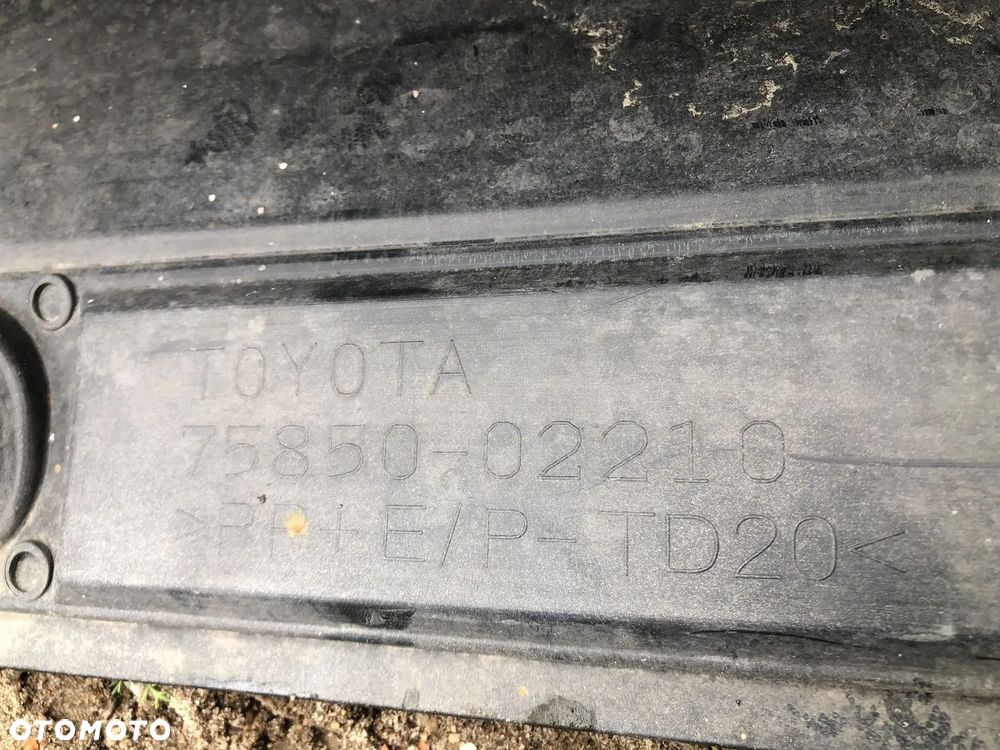 TOYOTA
75850-02210
>PP+E/P-TD20<
OTOMOTO